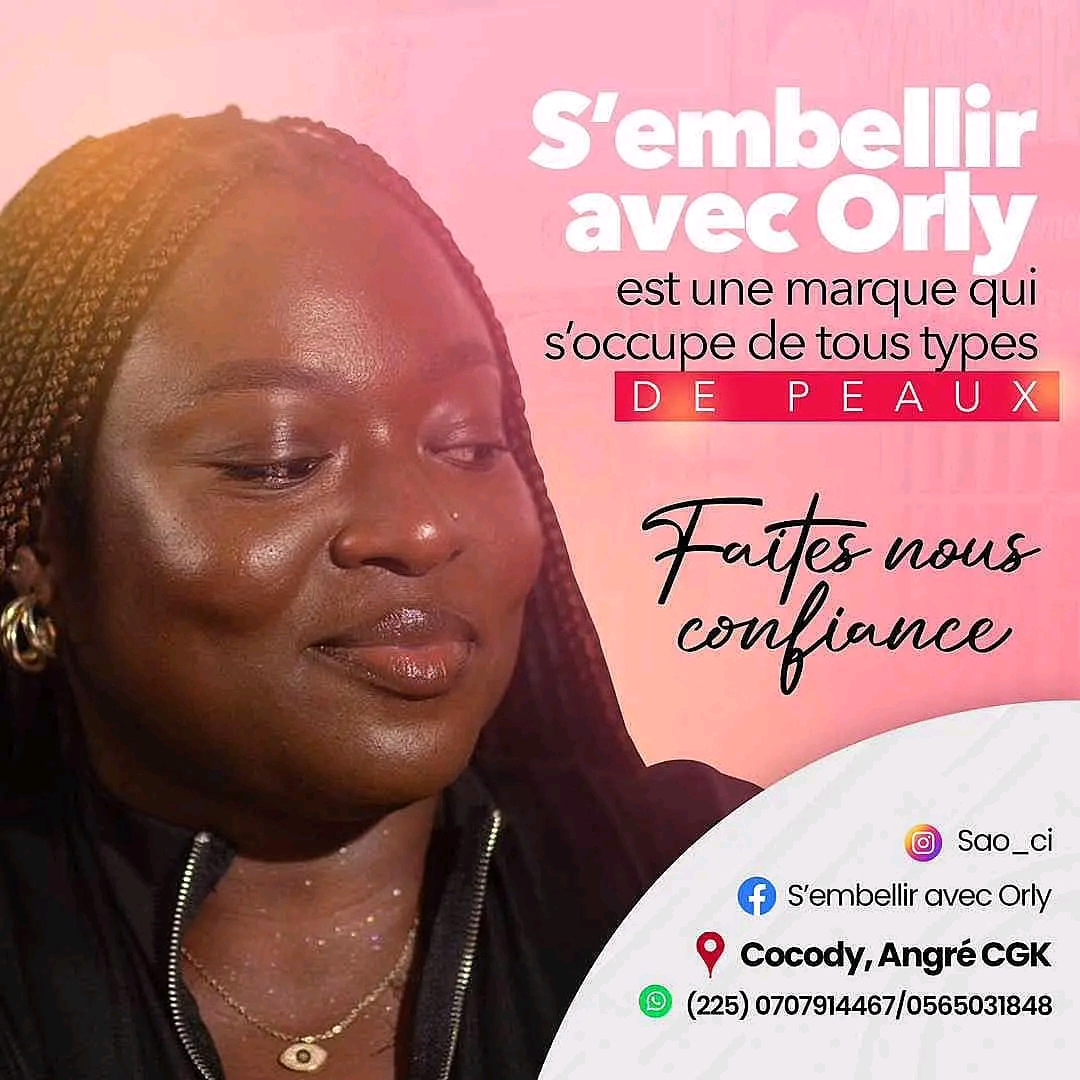 S'embellir
avec Orly
est une marque qui
s'occupe de tous types
DE PEAUX
Faites nous
confiance
Sao_ci
S'embellir avec Orly
Cocody, Angré CGK
(225) 0707914467/0565031848